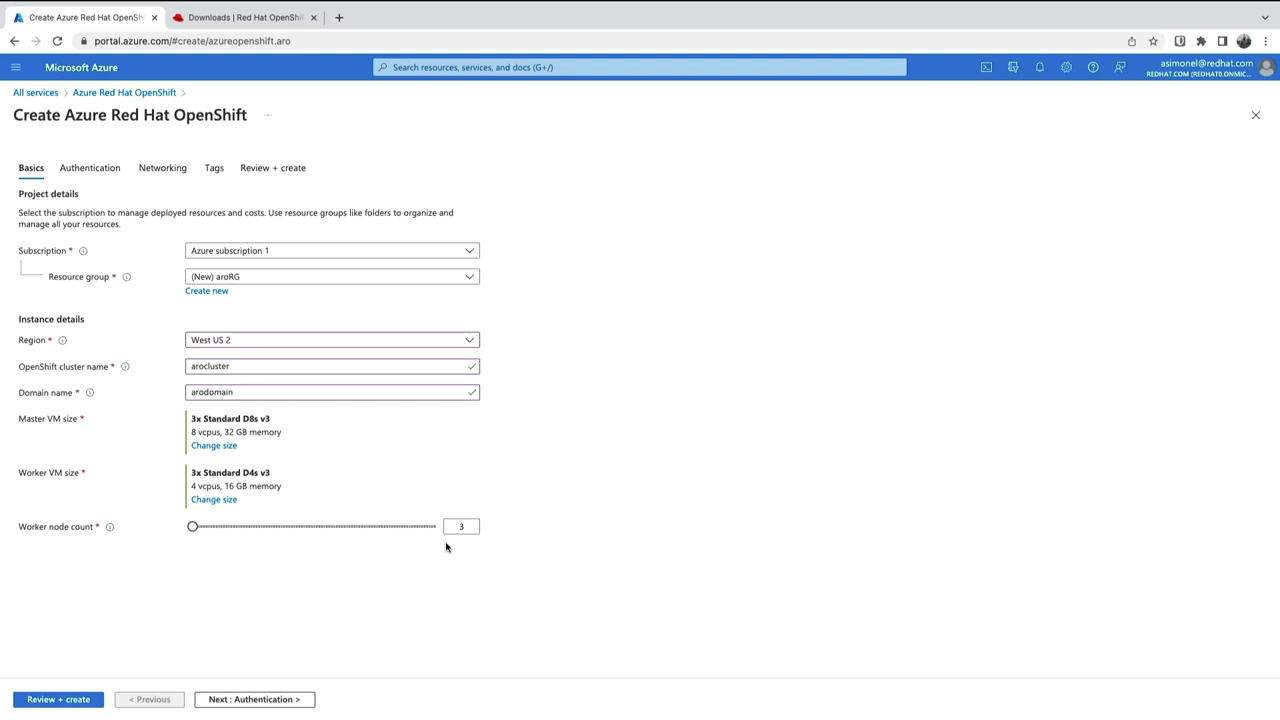 Create Azure Red Hat OpenShi
Downloads | Red Hat OpenShif
portal.azure.com/#create/azureopenshift.aro
Microsoft Azure
Search resources, services, and docs (G+/)
asimonel@redhat.com
REDHAT.COM (REDHAT0.ONMIC...
All services > Azure Red Hat OpenShift >
Create Azure Red Hat OpenShift ...
Basics Authentication Networking Tags Review + create
Project details
Select the subscription to manage deployed resources and costs. Use resource groups like folders to organize and
manage all your resources.
Subscription * Azure subscription 1
Resource group * (New) aroRG
Create new
Instance details
Region * West US 2
OpenShift cluster name * arocluster
Domain name * arodomain
Master VM size * 3x Standard D8s v3
8 vcpus, 32 GB memory
Change size
Worker VM size * 3x Standard D4s v3
4 vcpus, 16 GB memory
Change size
Worker node count * 3
Review + create < Previous Next : Authentication >